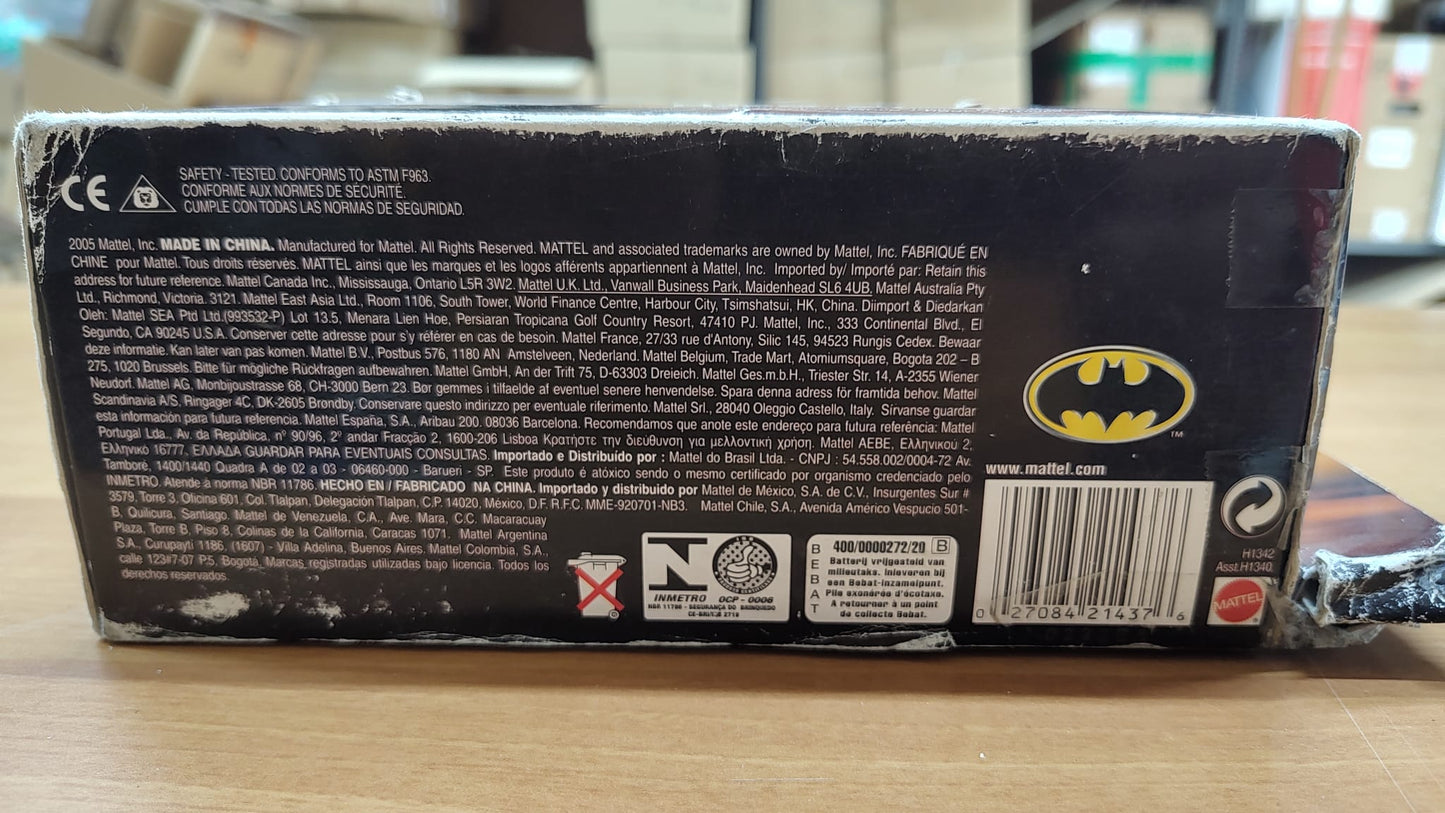 CE
SAFETY - TESTED. CONFORMS TO ASTM F963.
CONFORME AUX NORMES DE SÉCURITÉ.
CUMPLE CON TODAS LAS NORMAS DE SEGURIDAD.
2005 Mattel, Inc. MADE IN CHINA. Manufactured for Mattel. All Rights Reserved. MATTEL and associated trademarks are owned by Mattel, Inc. FABRIQUÉ EN
CHINE pour Mattel. Tous droits réservés. MATTEL ainsi que les marques et les logos afférents appartiennent à Mattel, Inc. Imported by/ Importé par: Retain this
address for future reference. Mattel Canada Inc., Mississauga, Ontario L5R 3W2. Mattel U.K. Ltd., Vanwall Business Park, Maidenhead SL6 4UB. Mattel Australia Pty
Ltd., Richmond, Victoria. 3121. Mattel East Asia Ltd., Room 1106, South Tower, World Finance Centre, Harbour City, Tsimshatsui, HK, China. Diimport & Diedarkan
Oleh: Mattel SEA Ptd Ltd.(993532-P) Lot 13.5, Menara Lien Hoe, Persiaran Tropicana Golf Country Resort, 47410 PJ. Mattel, Inc., 333 Continental Blvd., El
Segundo, CA 90245 U.S.A. Conserver cette adresse pour s'y référer en cas de besoin. Mattel France, 27/33 rue d'Antony, Silic 145, 94523 Rungis Cedex. Bewaar
deze informatie. Kan later van pas komen. Mattel B.V., Postbus 576, 1180 AN Amstelveen, Nederland. Mattel Belgium, Trade Mart, Atomiumsquare, Bogota 202 – B
275, 1020 Brussels. Bitte für mögliche Rückfragen aufbewahren. Mattel GmbH, An der Trift 75, D-63303 Dreieich. Mattel Ges.m.b.H., Triester Str. 14, A-2355 Wiener
Neudorf. Mattel AG, Monbijoustrasse 68, CH-3000 Bern 23. Bør gemmes i tilfaelde af eventuel senere henvendelse. Spara denna adress för framtida behov. Mattel
Scandinavia A/S, Ringager 4C, DK-2605 Brøndby. Conservare questo indirizzo per eventuale riferimento. Mattel Srl., 28040 Oleggio Castello, Italy. Sírvanse guardar
esta información para futura referencia. Mattel España, S.A., Aribau 200. 08036 Barcelona. Recomendamos que anote este endereço para futura referência: Mattel
Portugal Lda., Av. da República, nº 90/96, 2º andar Fracção 2, 1600-206 Lisboa Κρατήστε την διεύθυνση για μελλοντική χρήση. Mattel AEBE, Ελληνικού 2,
Ελληνικό 16777, ΕΛΛΑΔΑ GUARDAR PARA EVENTUAIS CONSULTAS. Importado e Distribuído por : Mattel do Brasil Ltda. - CNPJ : 54.558.002/0004-72 Av.
Tamboré, 1400/1440 Quadra A de 02 a 03 - 06460-000 - Barueri - SP. Este produto é atóxico sendo o mesmo certificado por organismo credenciado pelo
INMETRO. Atende à norma NBR 11786. HECHO EN / FABRICADO NA CHINA. Importado y distribuido por Mattel de México, S.A. de C.V., Insurgentes Sur #
3579, Torre 3, Oficina 601, Col. Tlalpan, Delegación Tlalpan, C.P. 14020, México, D.F. R.F.C. MME-920701-NB3. Mattel Chile, S.A., Avenida Américo Vespucio 501-
B, Quilicura, Santiago. Mattel de Venezuela, C.A., Ave. Mara, C.C. Macaracuay
Plaza, Torre B, Piso 8, Colinas de la California, Caracas 1071. Mattel Argentina
S.A., Curupaytí 1186, (1607) - Villa Adelina, Buenos Aires. Mattel Colombia, S.A.,
calle 123#7-07 P5, Bogotá. Marcas registradas utilizadas bajo licencia. Todos los
derechos reservados.
N
INMETRO OCP - 0006
NBR 11786 - SEGURANÇA DO BRINQUEDO
BEBAT
400/0000272/20 B
Batterij vrijgesteld van
milieutaks. Inleveren bij
een Bebat-inzamelpunt.
Pile exonérée d'écotaxe.
A retourner à un point
de collecte Bebat.
TM
www.mattel.com
0 27084 21437 6
H1342
Asst.H1340
MATTEL